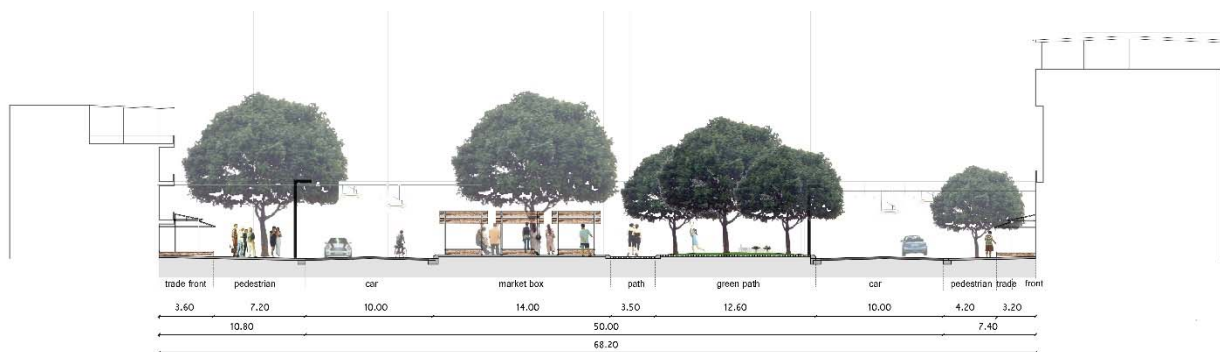 trade front pedestrian car market box path green path car pedestrian trade front
3.60 7.20 10.00 14.00 3.50 12.60 10.00 4.20 3.20
10.80 50.00 7.40
68.20